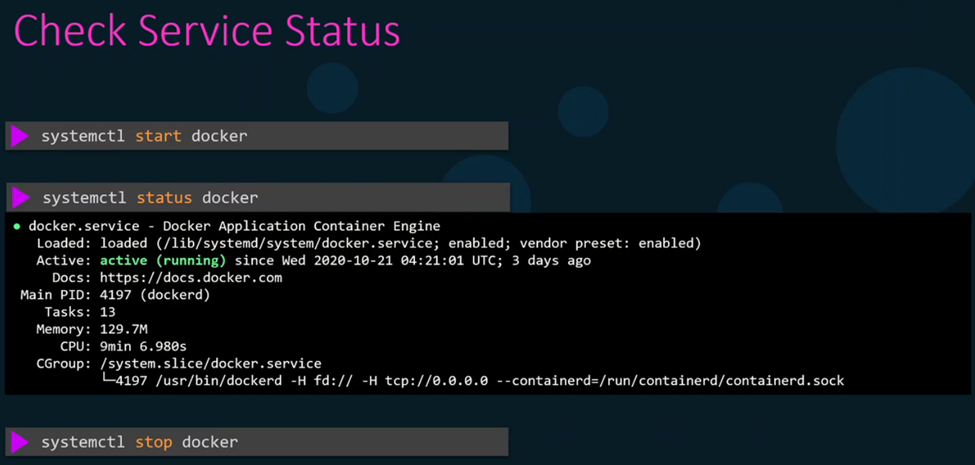 Check Service Status
systemctl start docker
systemctl status docker
● docker.service - Docker Application Container Engine
Loaded: loaded (/lib/systemd/system/docker.service; enabled; vendor preset: enabled)
Active: active (running) since Wed 2020-10-21 04:21:01 UTC; 3 days ago
Docs: https://docs.docker.com
Main PID: 4197 (dockerd)
Tasks: 13
Memory: 129.7M
CPU: 9min 6.980s
CGroup: /system.slice/docker.service
└─4197 /usr/bin/dockerd -H fd:// -H tcp://0.0.0.0 --containerd=/run/containerd/containerd.sock
systemctl stop docker